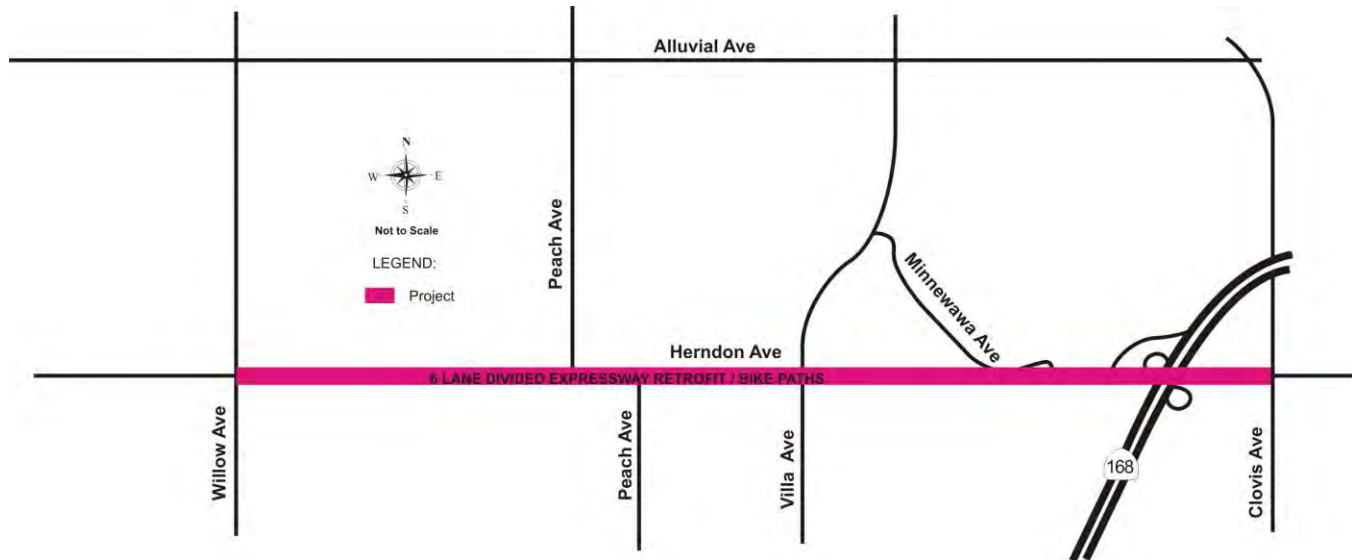 Alluvial Ave
N
W E
S
Not to Scale
LEGEND:
Project
Peach Ave
Minnewawa Ave
Herndon Ave
6 LANE DIVIDED EXPRESSWAY RETROFIT / BIKE PATHS
Willow Ave
Peach Ave
Villa Ave
168
Clovis Ave